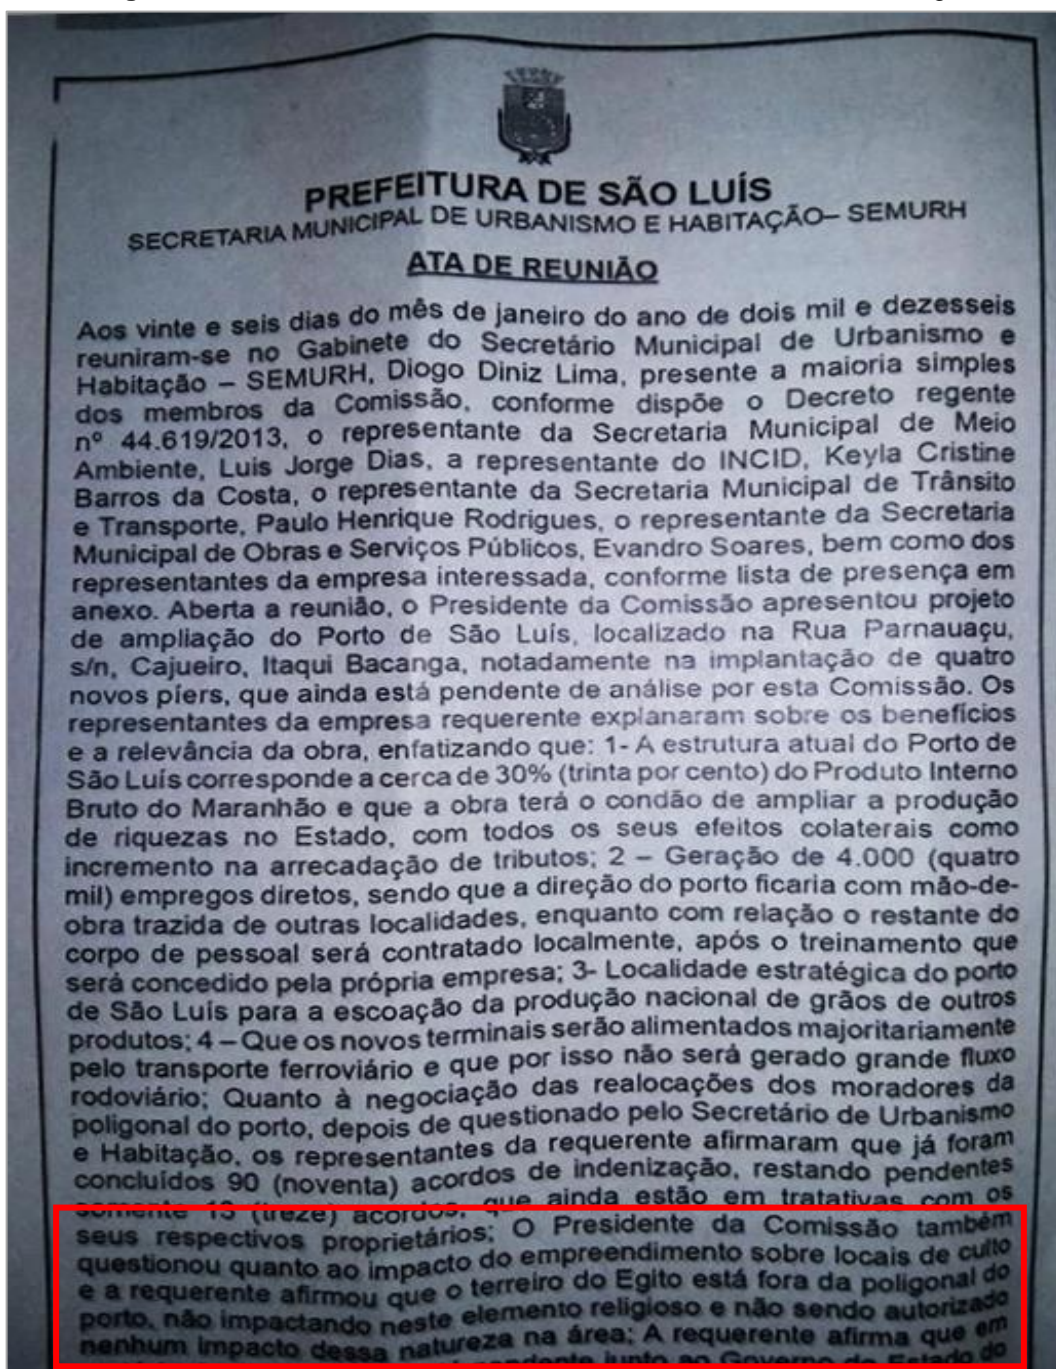 PREFEITURA DE SÃO LUÍS
SECRETARIA MUNICIPAL DE URBANISMO E HABITAÇÃO– SEMURH
ATA DE REUNIÃO
Aos vinte e seis dias do mês de janeiro do ano de dois mil e dezesseis
reuniram-se no Gabinete do Secretário Municipal de Urbanismo e
Habitação – SEMURH, Diogo Diniz Lima, presente a maioria simples
dos membros da Comissão, conforme dispõe o Decreto regente
nº 44.619/2013, o representante da Secretaria Municipal de Meio
Ambiente, Luis Jorge Dias, a representante do INCID, Keyla Cristine
Barros da Costa, o representante da Secretaria Municipal de Trânsito
e Transporte, Paulo Henrique Rodrigues, o representante da Secretaria
Municipal de Obras e Serviços Públicos, Evandro Soares, bem como dos
representantes da empresa interessada, conforme lista de presença em
anexo. Aberta a reunião, o Presidente da Comissão apresentou projeto
de ampliação do Porto de São Luís, localizado na Rua Parnauaçu,
s/n, Cajueiro, Itaqui Bacanga, notadamente na implantação de quatro
novos píers, que ainda está pendente de análise por esta Comissão. Os
representantes da empresa requerente explanaram sobre os benefícios
e a relevância da obra, enfatizando que: 1- A estrutura atual do Porto de
São Luís corresponde a cerca de 30% (trinta por cento) do Produto Interno
Bruto do Maranhão e que a obra terá o condão de ampliar a produção
de riquezas no Estado, com todos os seus efeitos colaterais como
incremento na arrecadação de tributos; 2 – Geração de 4.000 (quatro
mil) empregos diretos, sendo que a direção do porto ficaria com mão-de-
obra trazida de outras localidades, enquanto com relação o restante do
corpo de pessoal será contratado localmente, após o treinamento que
será concedido pela própria empresa; 3- Localidade estratégica do porto
de São Luís para a escoação da produção nacional de grãos de outros
produtos; 4 – Que os novos terminais serão alimentados majoritariamente
pelo transporte ferroviário e que por isso não será gerado grande fluxo
rodoviário; Quanto à negociação das realocações dos moradores da
poligonal do porto, depois de questionado pelo Secretário de Urbanismo
e Habitação, os representantes da requerente afirmaram que já foram
concluídos 90 (noventa) acordos de indenização, restando pendentes
somente 13 (treze) acordos, que ainda estão em tratativas com os
seus respectivos proprietários; O Presidente da Comissão também
questionou quanto ao impacto do empreendimento sobre locais de culto
e a requerente afirmou que o terreiro do Egito está fora da poligonal do
porto, não impactando neste elemento religioso e não sendo autorizado
nenhum impacto dessa natureza na área; A requerente afirma que em
junto ao Governo do Estado do